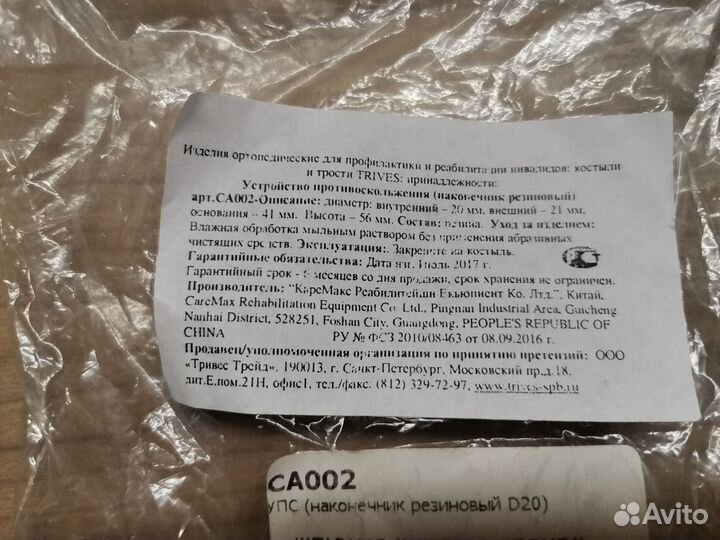 Изделия ортопедические для профилактики и реабилитации инвалидов: костыли
и трости TRIVES: принадлежности:
Устройство противоскольжения (наконечник резиновый)
арт.СА002-Описание: диаметр: внутренний – 20 мм, внешний – 21 мм,
основания – 41 мм. Высота – 56 мм. Состав: резина. Уход за изделием:
Влажная обработка мыльным раствором без применения абразивных
чистящих средств. Эксплуатация:. Закрепите на костыль.
Гарантийные обязательства: Дата изг. Июль 2017 г.
Гарантийный срок - 6 месяцев со дня продажи, срок хранения не ограничен.
Производитель: "КареМакс Реабилитейшн Екьюпмент Ко. Лтд.", Китай.
CareMax Rehabilitation Equipment Co. Ltd., Pingnan Industrial Area, Guicheng
Nanhai District, 528251, Foshan City, Guangdong, PEOPLE'S REPUBLIC OF
CHINA РУ № ФСЗ 2010/08463 от 08.09.2016 г.
Продавец/уполномоченная организация по принятию претензий: ООО
«Тривес Трейд». 190013, г. Санкт-Петербург, Московский пр.д.18.
лит.Е,пом.21Н, офис1, тел./факс. (812) 329-72-97, www.trives-spb.ru
CA002
УПС (наконечник резиновый D20)
Avito